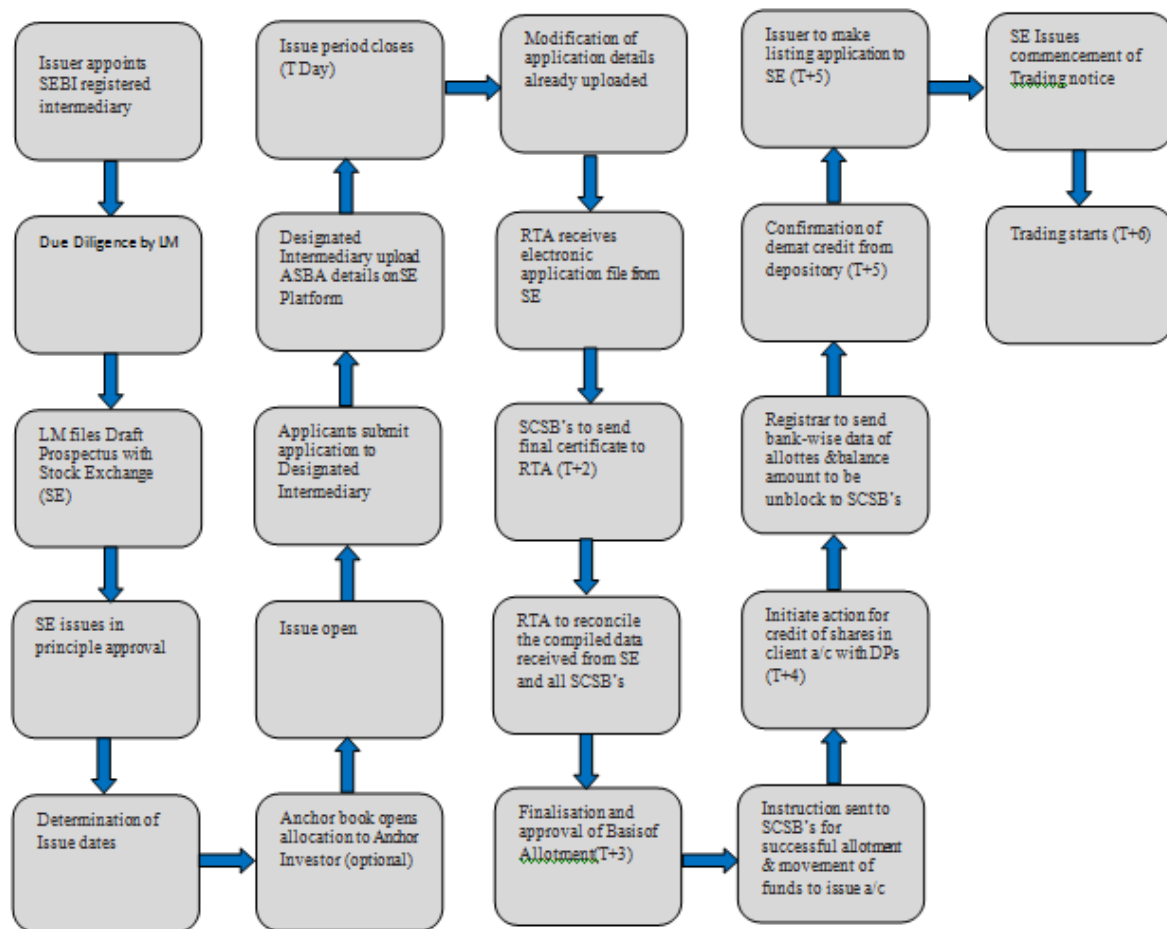 Issuer appoints
SEBI registered
intermediary
Due Diligence by LM
LM files Draft
Prospectus with
Stock Exchange
(SE)
SE issues in
principle approval
Determination of
Issue dates
Anchor book opens
allocation to Anchor
Investor (optional)
Issue open
Applicants submit
application to
Designated
Intermediary
Designated
Intermediary upload
ASBA details onSE
Platform
Issue period closes
(T Day)
Modification of
application details
already uploaded
RTA receives
electronic
application file from
SE
SCSB's to send
final certificate to
RTA (T+2)
RTA to reconcile
the compiled data
received from SE
and all SCSB's
Finalisation and
approval of Basisof
Allotment(T+3)
Instruction sent to
SCSB's for
successful allotment
& movement of
funds to issue a/c
Initiate action for
credit of shares in
client a/c with DPs
(T+4)
Registrar to send
bank-wise data of
allottes &balance
amount to be
unblock to SCSB's
Confirmation of
demat credit from
depository (T+5)
Issuer to make
listing application to
SE (T+5)
SE Issues
commencement of
Trading notice
Trading starts (T+6)